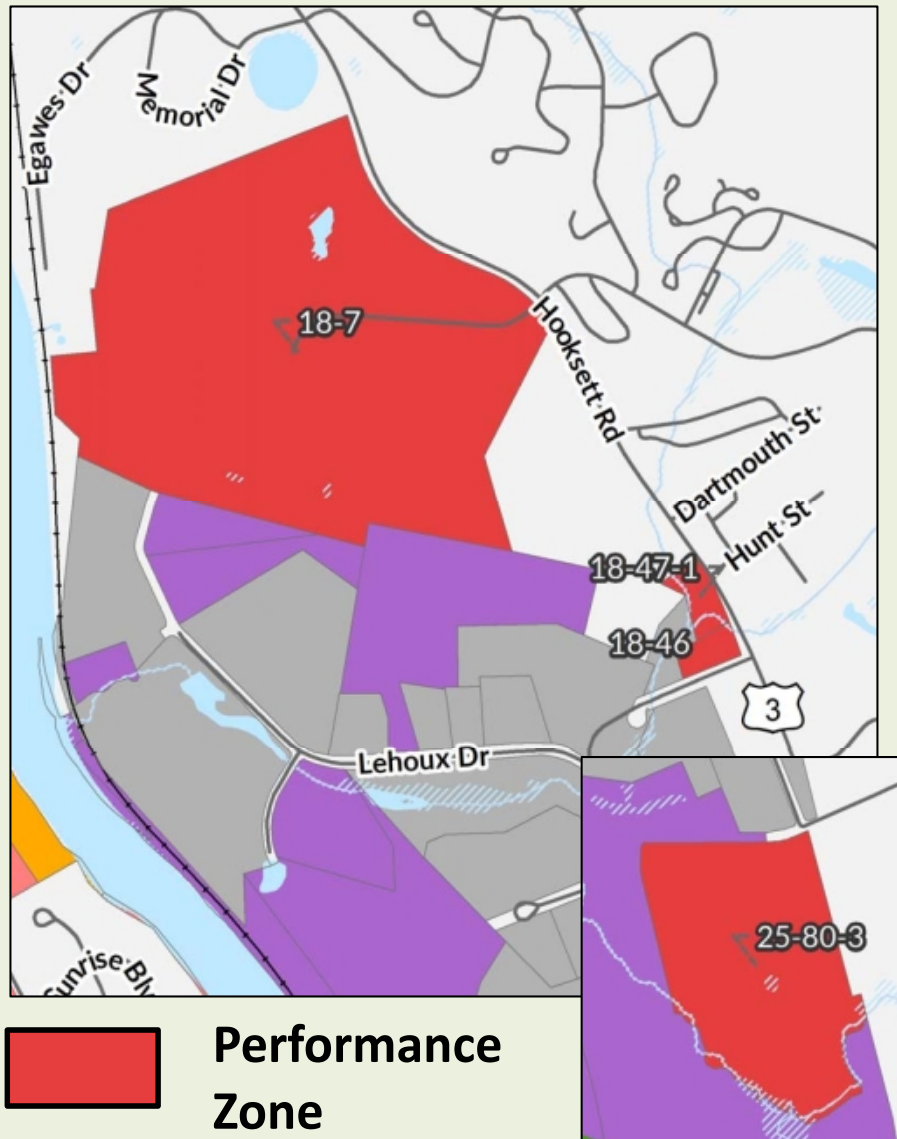 Egawes Dr
Memorial Dr
18-7
Hooksett Rd
Dartmouth St
Hunt St
18-47-1
18-46
3
Lehoux Dr
25-80-3
Sunrise Blv
Performance
Zone